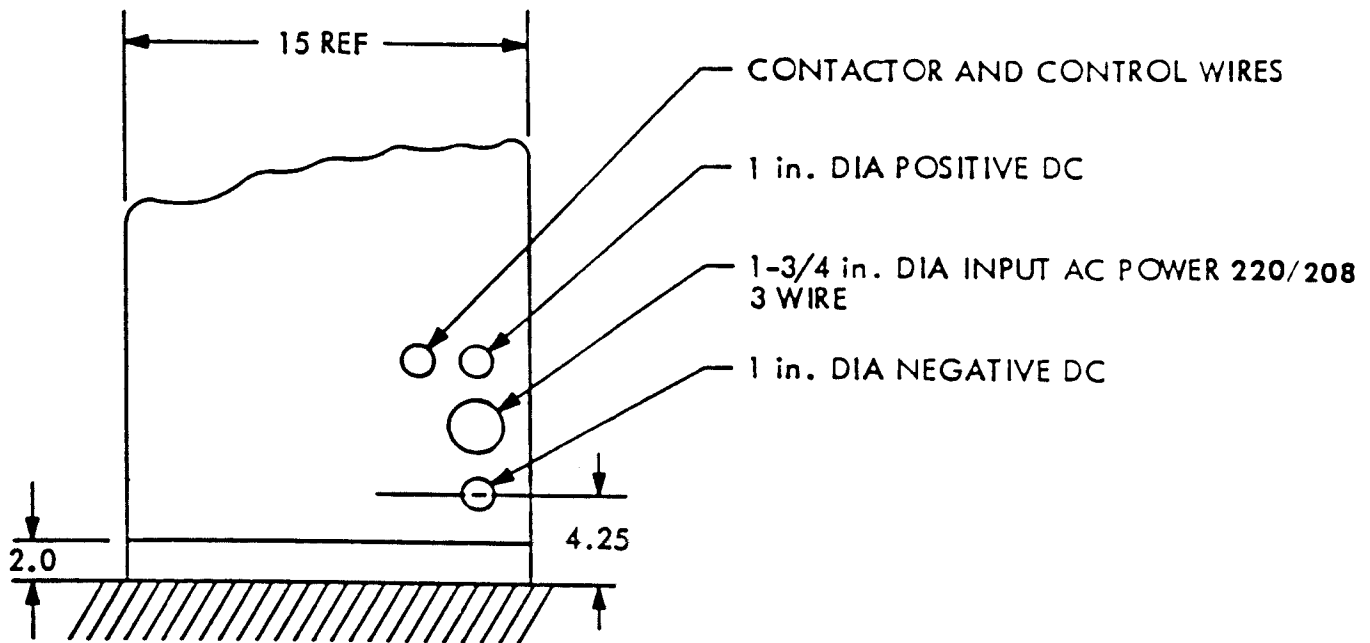 15 REF
CONTACTOR AND CONTROL WIRES
1 in. DIA POSITIVE DC
1-3/4 in. DIA INPUT AC POWER 220/208
3 WIRE
1 in. DIA NEGATIVE DC
4.25
2.0